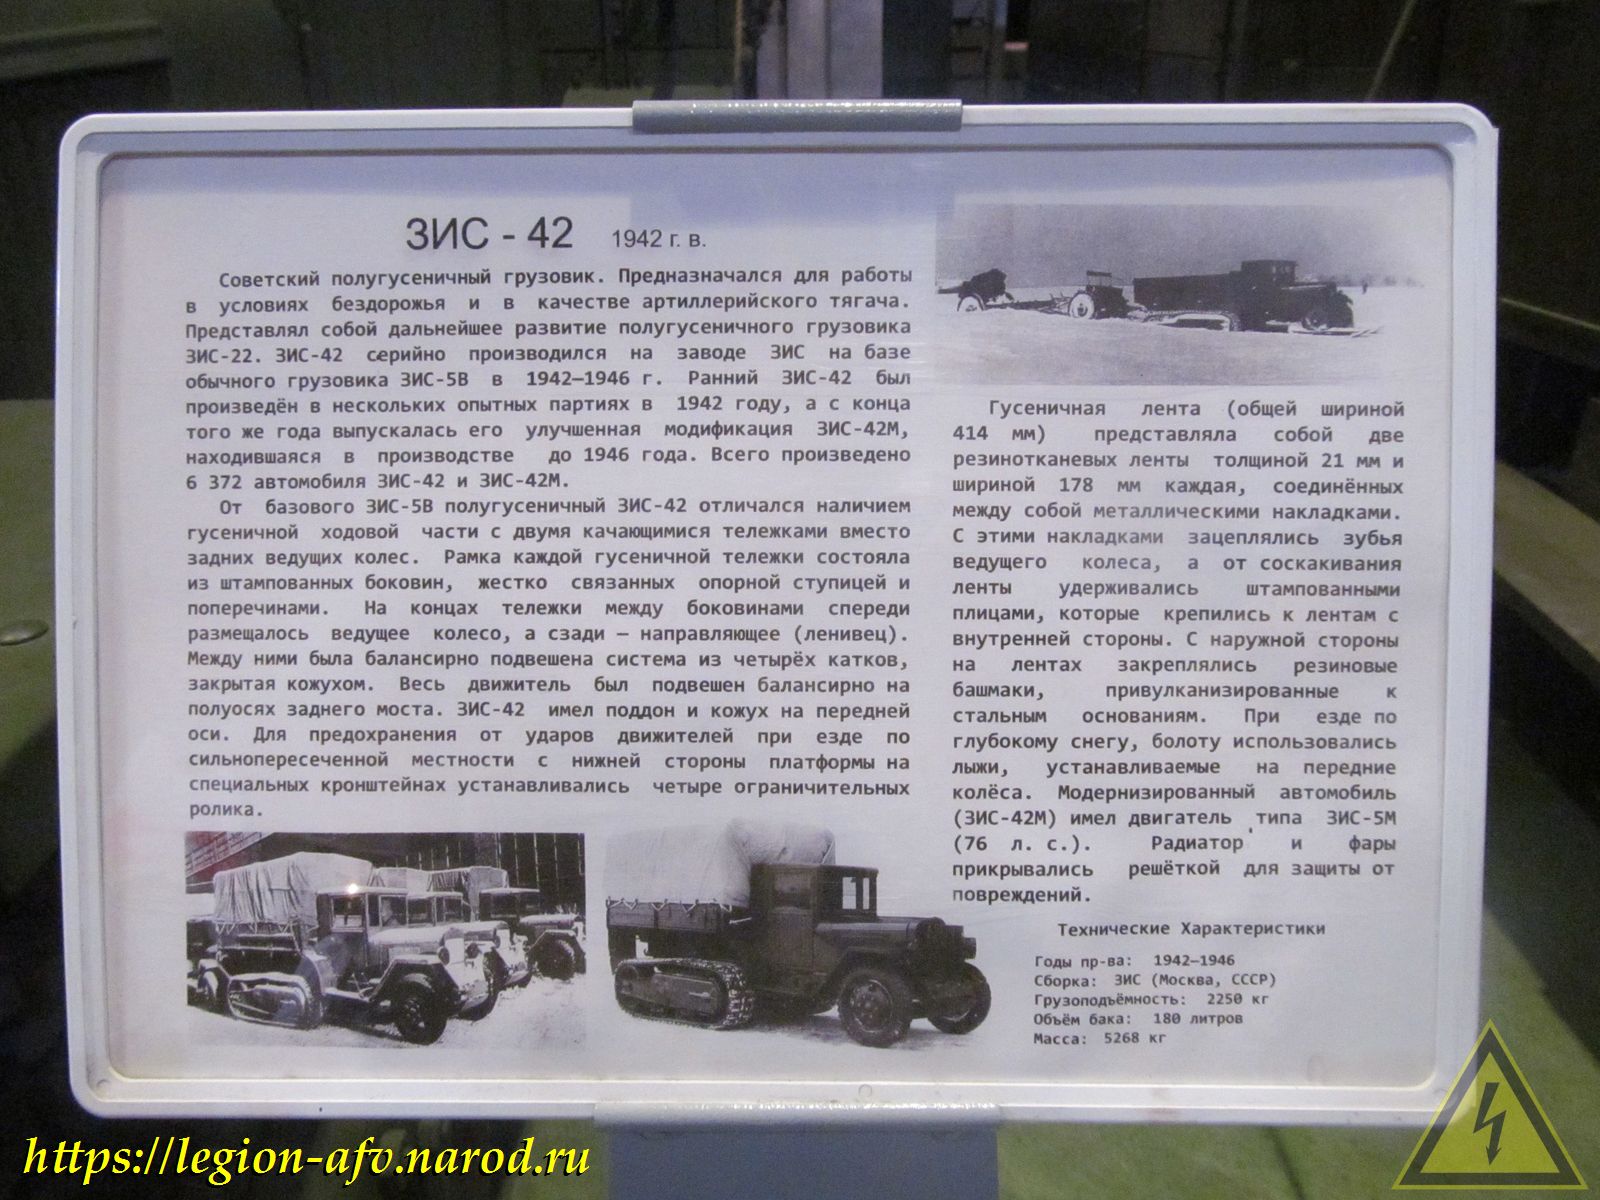 ЗИС - 42 1942 г. в.
Советский полугусеничный грузовик. Предназначался для работы
в условиях бездорожья и в качестве артиллерийского тягача.
Представлял собой дальнейшее развитие полугусеничного грузовика
ЗИС-22. ЗИС-42 серийно производился на заводе ЗИС на базе
обычного грузовика ЗИС-5В в 1942–1946 г. Ранний ЗИС-42 был
произведён в нескольких опытных партиях в 1942 году, а с конца
того же года выпускалась его улучшенная модификация ЗИС-42М,
находившаяся в производстве до 1946 года. Всего произведено
6 372 автомобиля ЗИС-42 и ЗИС-42М.
От базового ЗИС-5В полугусеничный ЗИС-42 отличался наличием
гусеничной ходовой части с двумя качающимися тележками вместо
задних ведущих колес. Рамка каждой гусеничной тележки состояла
из штампованных боковин, жестко связанных опорной ступицей и
поперечинами. На концах тележки между боковинами спереди
размещалось ведущее колесо, а сзади – направляющее (ленивец).
Между ними была балансирно подвешена система из четырёх катков,
закрытая кожухом. Весь движитель был подвешен балансирно на
полуосях заднего моста. ЗИС-42 имел поддон и кожух на передней
оси. Для предохранения от ударов движителей при езде по
сильнопересеченной местности с нижней стороны платформы на
специальных кронштейнах устанавливались четыре ограничительных
ролика.
Гусеничная лента (общей шириной
414 мм) представляла собой две
резинотканевых ленты толщиной 21 мм и
шириной 178 мм каждая, соединённых
между собой металлическими накладками.
С этими накладками зацеплялись зубья
ведущего колеса, а от соскакивания
ленты удерживались штампованными
плицами, которые крепились к лентам с
внутренней стороны. С наружной стороны
на лентах закреплялись резиновые
башмаки, привулканизированные к
стальным основаниям. При езде по
глубокому снегу, болоту использовались
лыжи, устанавливаемые на передние
колёса. Модернизированный автомобиль
(ЗИС-42М) имел двигатель типа ЗИС-5М
(76 л. с.). Радиатор и фары
прикрывались решёткой для защиты от
повреждений.
Технические Характеристики
Годы пр-ва: 1942–1946
Сборка: ЗИС (Москва, СССР)
Грузоподъёмность: 2250 кг
Объём бака: 180 литров
Масса: 5268 кг
https://legion-afv.narod.ru